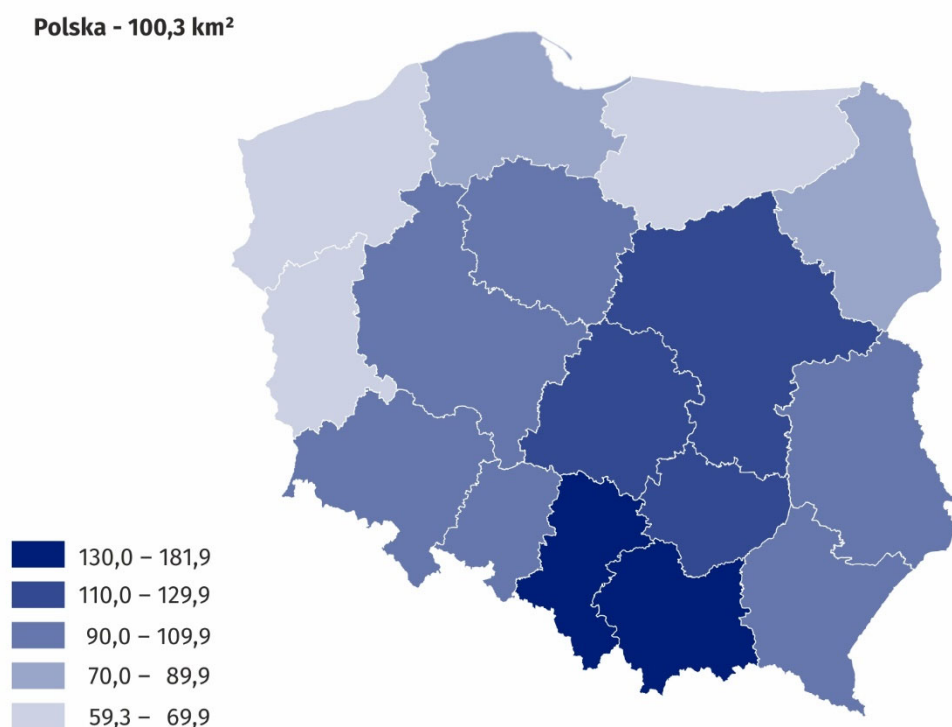 Polska - 100,3 km²
130,0 – 181,9
110,0 – 129,9
90,0 – 109,9
70,0 – 89,9
59,3 – 69,9